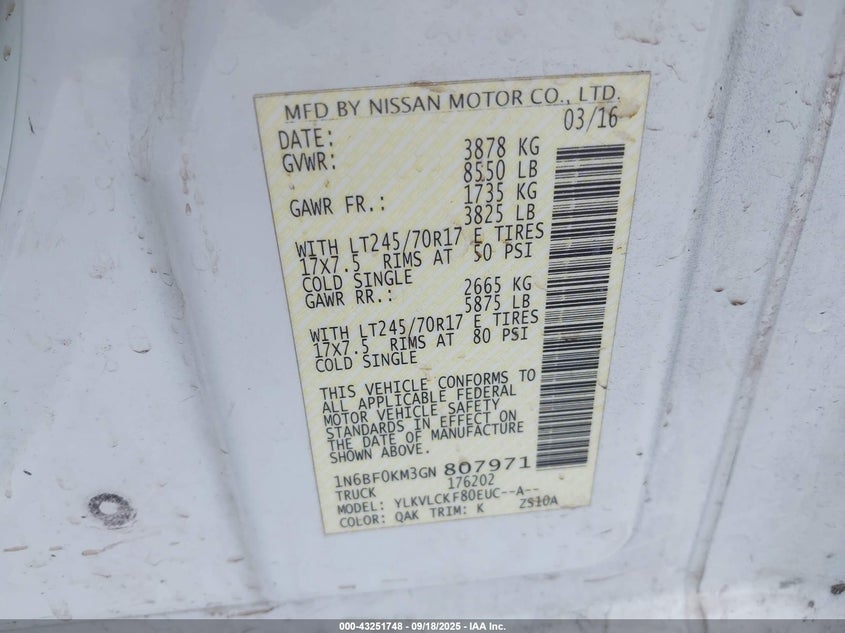 MFD BY NISSAN MOTOR CO., LTD.
DATE: 03/16
GVWR: 3878 KG
8550 LB
GAWR FR.: 1735 KG
3825 LB
WITH LT245/70R17 E TIRES
17X7.5 RIMS AT 50 PSI
COLD SINGLE
GAWR RR.: 2665 KG
5875 LB
WITH LT245/70R17 E TIRES
17X7.5 RIMS AT 80 PSI
COLD SINGLE
THIS VEHICLE CONFORMS TO
ALL APPLICABLE FEDERAL
MOTOR VEHICLE SAFETY
STANDARDS IN EFFECT ON
THE DATE OF MANUFACTURE
SHOWN ABOVE.
1N6BF0KM3GN 807971
TRUCK 176202
MODEL: YLKVLCKF80EUC--A--
COLOR: QAK TRIM: K ZS10A
000-43251748 - 09/18/2025 - IAA Inc.